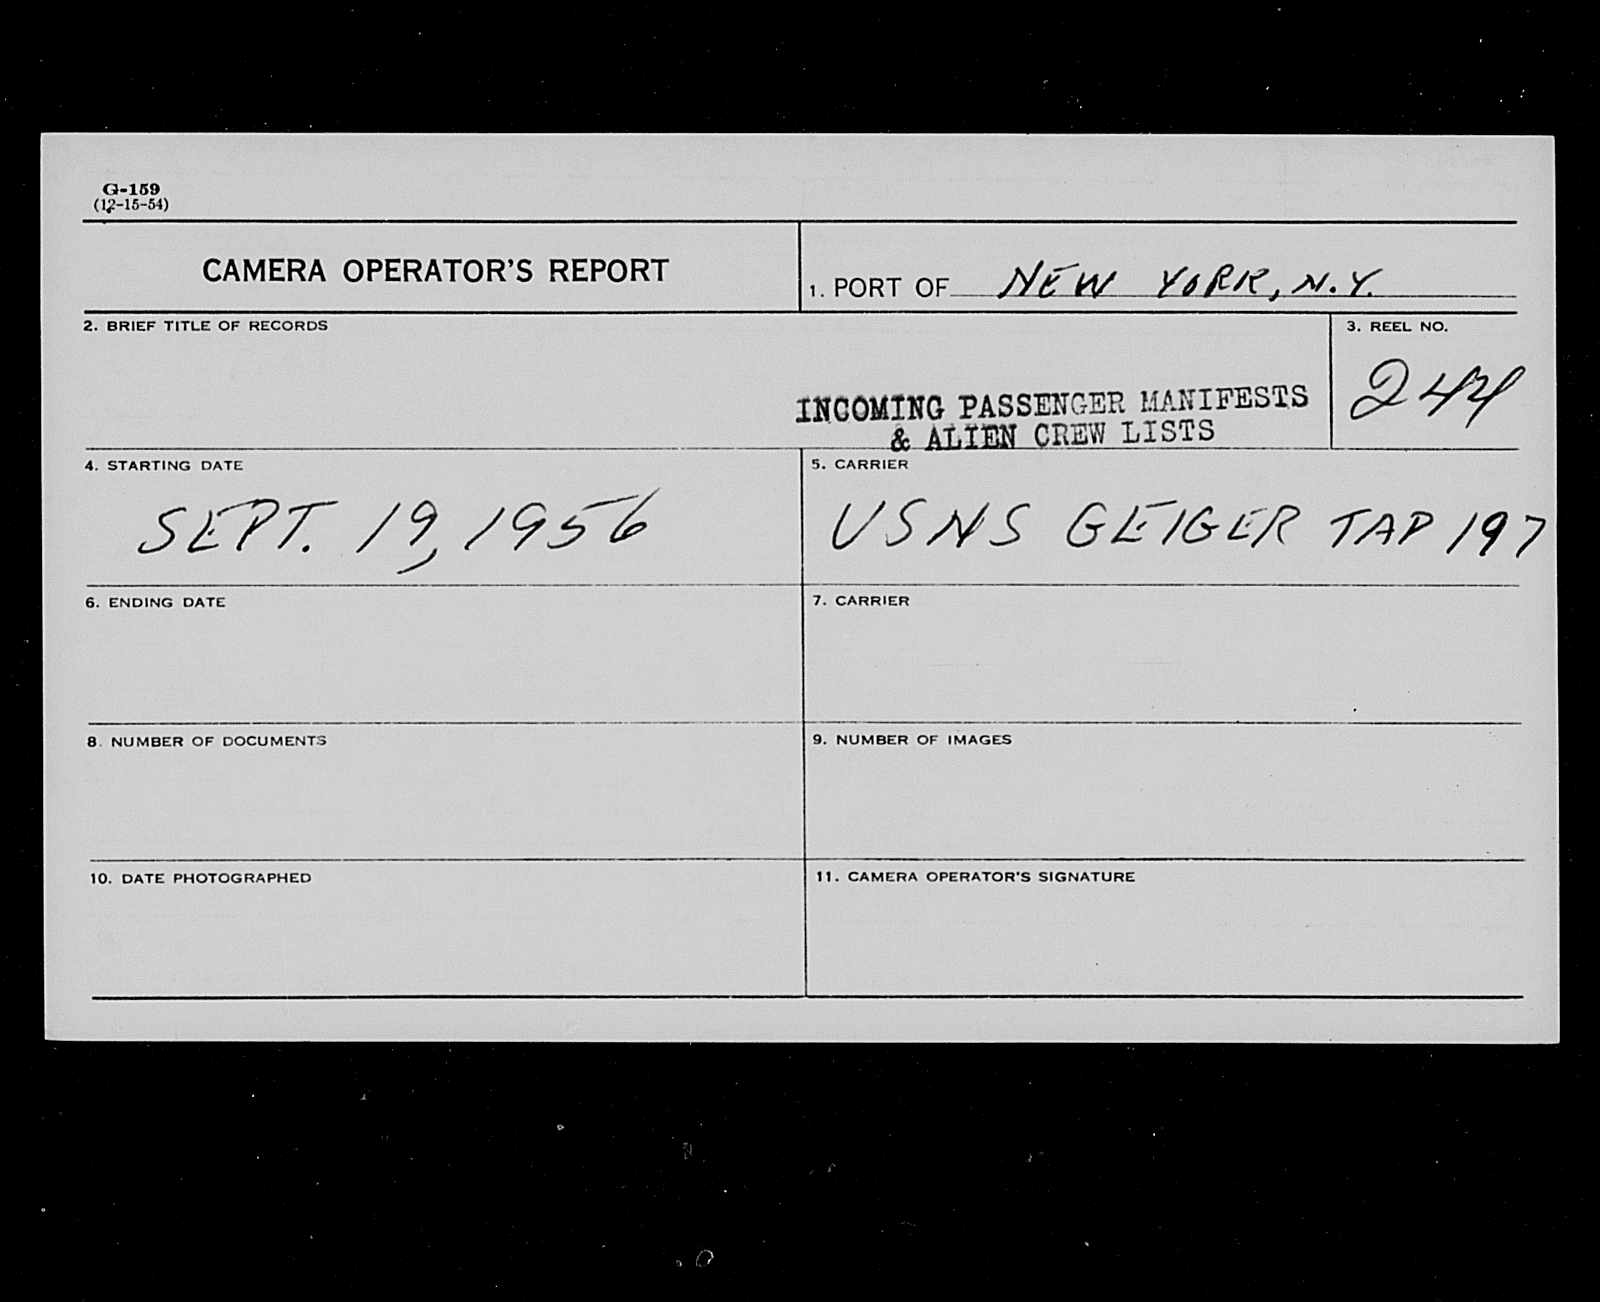 G-159
(12-15-54)
CAMERA OPERATOR'S REPORT
1. PORT OF NEW YORK, N.Y.
2. BRIEF TITLE OF RECORDS
INCOMING PASSENGER MANIFESTS
& ALIEN CREW LISTS
3. REEL NO.
244
4. STARTING DATE
SEPT. 19, 1956
5. CARRIER
USNS GEIGER TAP 197
6. ENDING DATE
7. CARRIER
8. NUMBER OF DOCUMENTS
9. NUMBER OF IMAGES
10. DATE PHOTOGRAPHED
11. CAMERA OPERATOR'S SIGNATURE